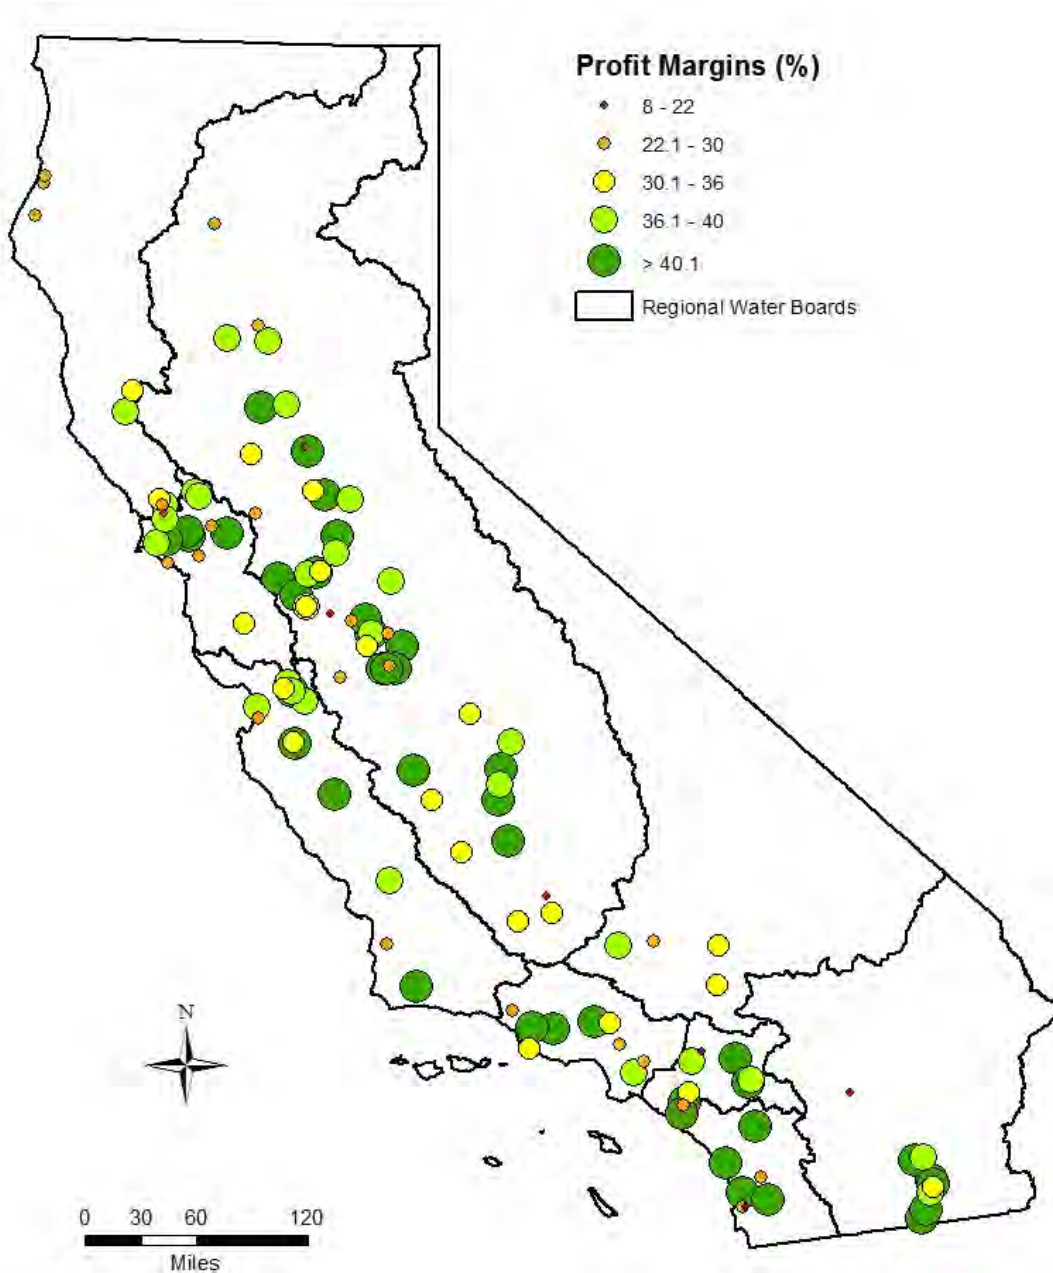 Profit Margins (%)
8 - 22
22.1 - 30
30.1 - 36
36.1 - 40
> 40.1
Regional Water Boards
N
0 30 60 120
Miles